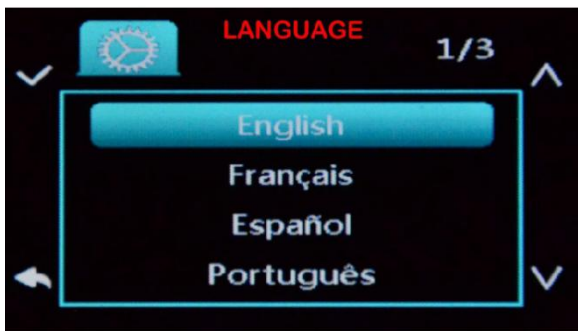 LANGUAGE
1/3
English
Français
Español
Português